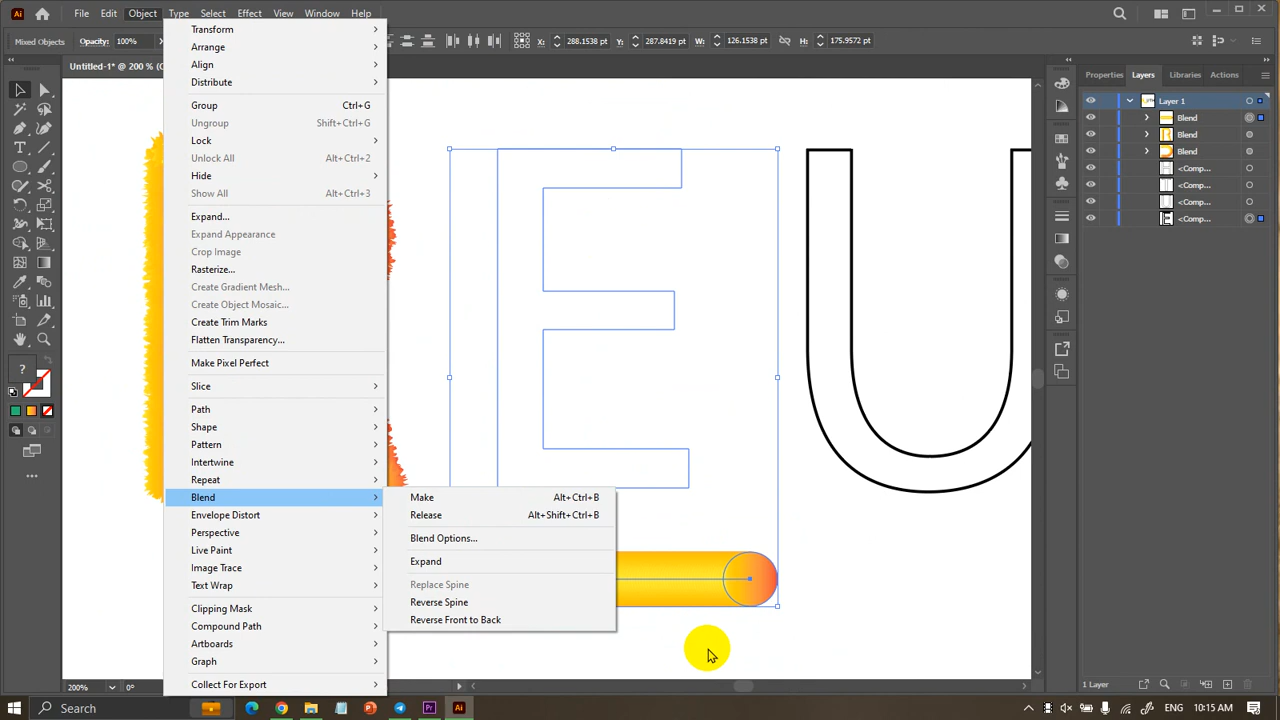 Ai File Edit Object Type Select Effect View Window Help
Mixed Objects Opacity: 100% X: 288.1538 pt Y: 287.8419 pt W: 126.1538 pt H: 175.9572 pt
Untitled-1* @ 200 %
Transform
Arrange
Align
Distribute
Group Ctrl+G
Ungroup Shift+Ctrl+G
Lock
Unlock All Alt+Ctrl+2
Hide
Show All Alt+Ctrl+3
Expand...
Expand Appearance
Crop Image
Rasterize...
Create Gradient Mesh...
Create Object Mosaic...
Create Trim Marks
Flatten Transparency...
Make Pixel Perfect
Slice
Path
Shape
Pattern
Intertwine
Repeat
Blend
Envelope Distort
Perspective
Live Paint
Image Trace
Text Wrap
Clipping Mask
Compound Path
Artboards
Graph
Collect For Export
Make Alt+Ctrl+B
Release Alt+Shift+Ctrl+B
Blend Options...
Expand
Replace Spine
Reverse Spine
Reverse Front to Back
E U
Properties Layers Libraries Actions
Layer 1
Blend
Blend
Blend
<Comp...
<Comp...
<Comp...
<Comp...
1 Layer
200% 0°
Search
10:15 AM